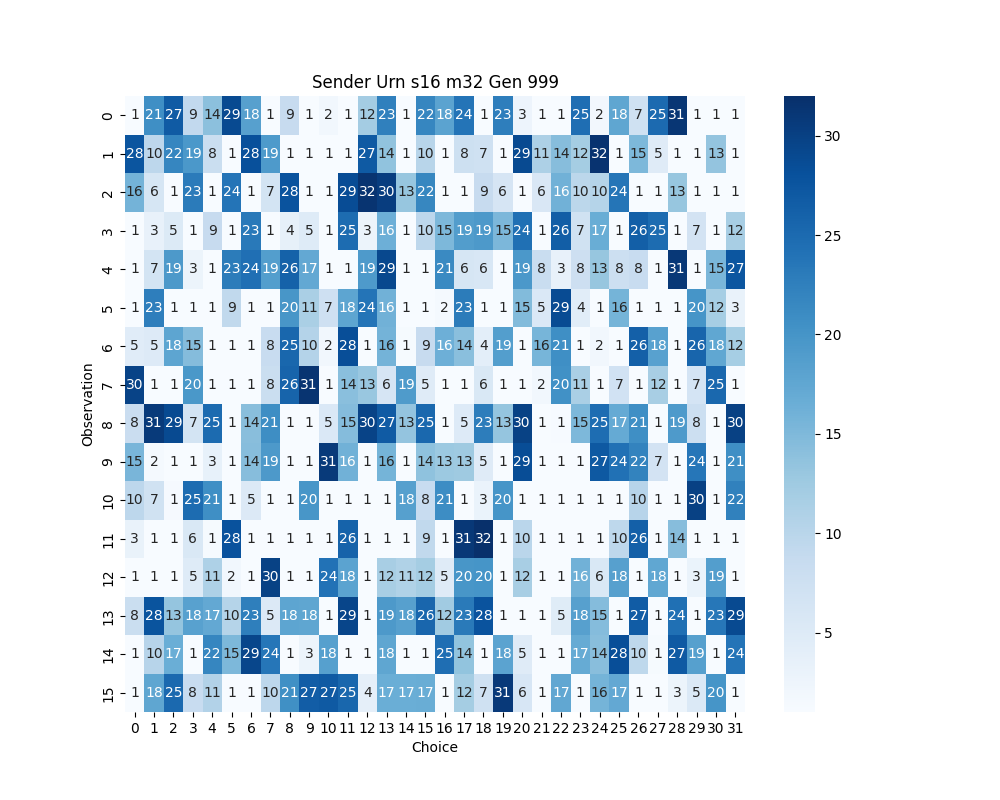 Sender Urn s16 m32 Gen 999
0 1 21 27 9 14 29 18 1 9 1 2 1 12 23 1 22 18 24 1 23 3 1 1 25 2 18 7 25 31 1 1 1
1 28 10 22 19 8 1 28 19 1 1 1 1 27 14 1 10 1 8 7 1 29 11 14 12 32 1 15 5 1 1 13 1
2 16 6 1 23 1 24 1 7 28 1 1 29 32 30 13 22 1 1 9 6 1 6 16 10 10 24 1 1 13 1 1 1
3 1 3 5 1 9 1 23 1 4 5 1 25 3 16 1 10 15 19 19 15 24 1 26 7 17 1 26 25 1 7 1 12
4 1 7 19 3 1 23 24 19 26 17 1 1 19 29 1 1 21 6 6 1 19 8 3 8 13 8 8 1 31 1 15 27
5 1 23 1 1 1 9 1 1 20 11 7 18 24 16 1 1 2 23 1 1 15 5 29 4 1 16 1 1 1 20 12 3
6 5 5 18 15 1 1 1 8 25 10 2 28 1 16 1 9 16 14 4 19 1 16 21 1 2 1 26 18 1 26 18 12
7 30 1 1 20 1 1 1 8 26 31 1 14 13 6 19 5 1 1 6 1 1 2 20 11 1 7 1 12 1 7 25 1
8 8 31 29 7 25 1 14 21 1 1 5 15 30 27 13 25 1 5 23 13 30 1 1 15 25 17 21 1 19 8 1 30
9 15 2 1 1 3 1 14 19 1 1 31 16 1 16 1 14 13 13 5 1 29 1 1 1 27 24 22 7 1 24 1 21
10 10 7 1 25 21 1 5 1 1 20 1 1 1 1 18 8 21 1 3 20 1 1 1 1 1 1 10 1 1 30 1 22
11 3 1 1 6 1 28 1 1 1 1 1 26 1 1 1 9 1 31 32 1 10 1 1 1 1 10 26 1 14 1 1 1
12 1 1 1 5 11 2 1 30 1 1 24 18 1 12 11 12 5 20 20 1 12 1 1 16 6 18 1 18 1 3 19 1
13 8 28 13 18 17 10 23 5 18 18 1 29 1 19 18 26 12 23 28 1 1 1 5 18 15 1 27 1 24 1 23 29
14 1 10 17 1 22 15 29 24 1 3 18 1 1 18 1 1 25 14 1 18 5 1 1 17 14 28 10 1 27 19 1 24
15 1 18 25 8 11 1 1 10 21 27 27 25 4 17 17 17 1 12 7 31 6 1 17 1 16 17 1 1 3 5 20 1
0 1 2 3 4 5 6 7 8 9 10 11 12 13 14 15 16 17 18 19 20 21 22 23 24 25 26 27 28 29 30 31
Choice
Observation
30
25
20
15
10
5